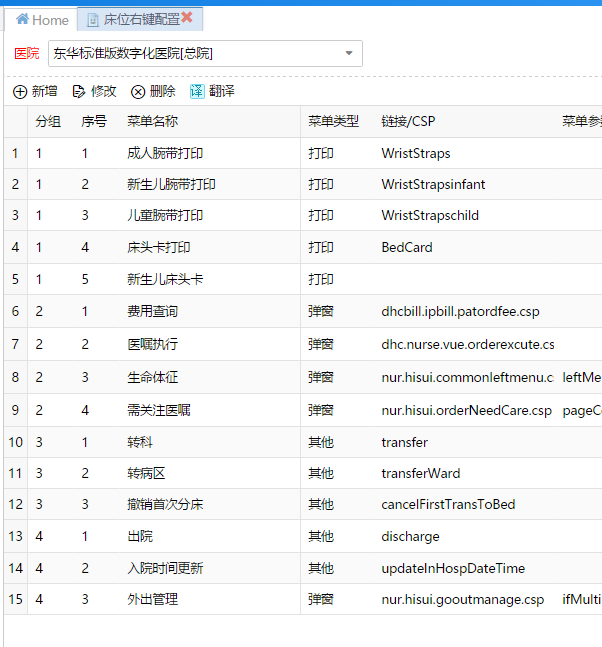 Home 床位右键配置
医院 东华标准版数字化医院[总院]
新增 修改 删除 译 翻译
分组 序号 菜单名称 菜单类型 链接/CSP 菜单参
1 1 1 成人腕带打印 打印 WristStraps
2 1 2 新生儿腕带打印 打印 WristStrapsinfant
3 1 3 儿童腕带打印 打印 WristStrapschild
4 1 4 床头卡打印 打印 BedCard
5 1 5 新生儿床头卡 打印
6 2 1 费用查询 弹窗 dhcbill.ipbill.patordfee.csp
7 2 2 医嘱执行 弹窗 dhc.nurse.vue.orderexcute.cs
8 2 3 生命体征 弹窗 nur.hisui.commonleftmenu.c leftMe
9 2 4 需关注医嘱 弹窗 nur.hisui.orderNeedCare.csp pageCo
10 3 1 转科 其他 transfer
11 3 2 转病区 其他 transferWard
12 3 3 撤销首次分床 其他 cancelFirstTransToBed
13 4 1 出院 其他 discharge
14 4 2 入院时间更新 其他 updateInHospDateTime
15 4 3 外出管理 弹窗 nur.hisui.gooutmanage.csp ifMulti